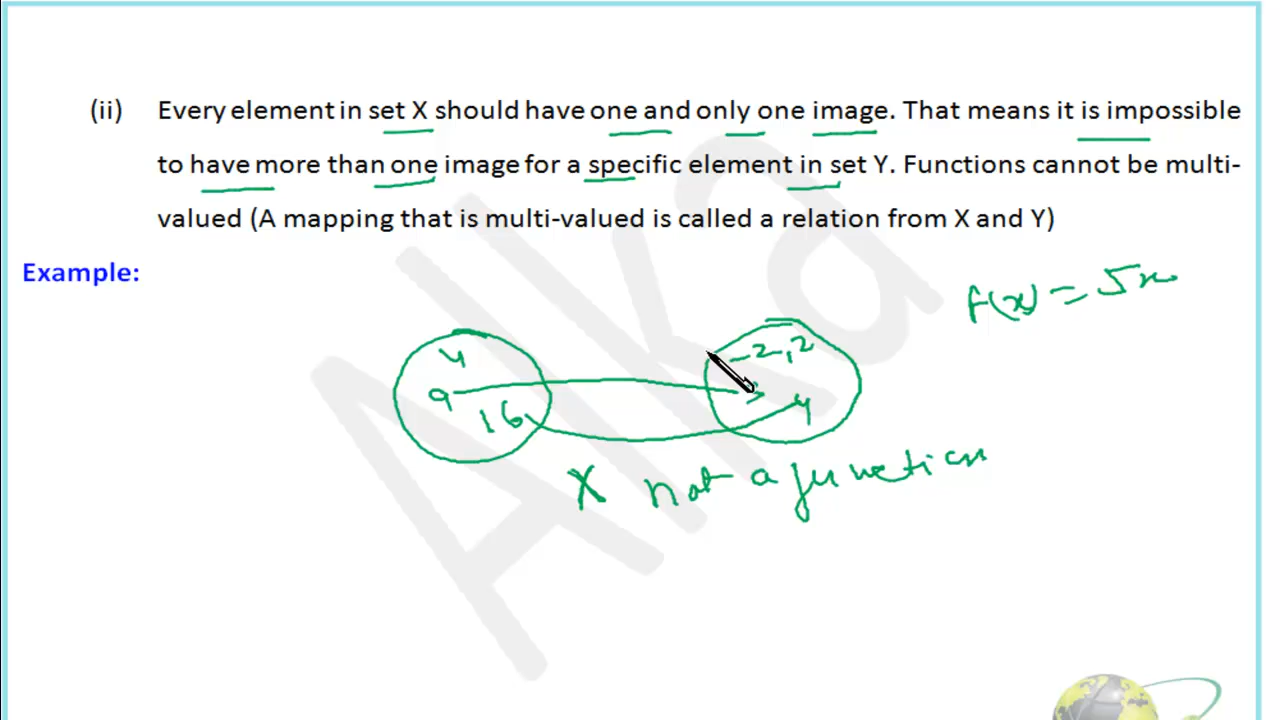 (ii) Every element in set X should have one and only one image. That means it is impossible
to have more than one image for a specific element in set Y. Functions cannot be multi-
valued (A mapping that is multi-valued is called a relation from X and Y)
Example:
f(x) = 5x
4
-2, 2
9
3
16
4
X not a function
Alka